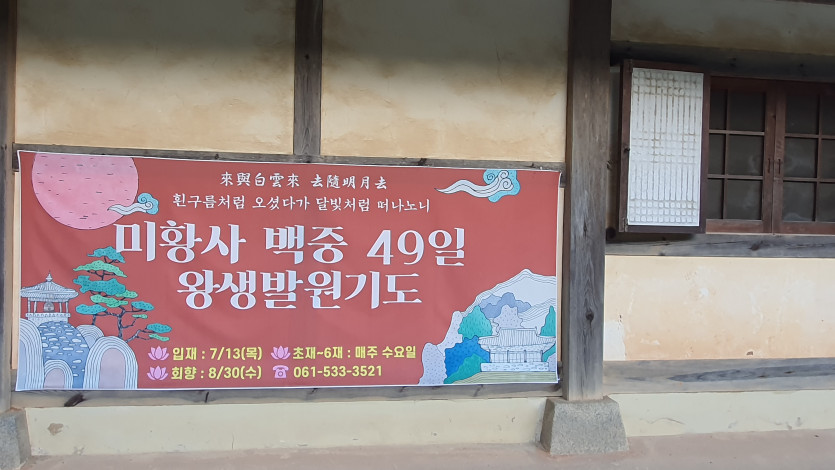 來與白雲來 去隨明月去
흰구름처럼 오셨다가 달빛처럼 떠나노니
미황사 백중 49일
왕생발원기도
입재 : 7/13(목) 초재~6재 : 매주 수요일
회향 : 8/30(수) ☎ 061-533-3521